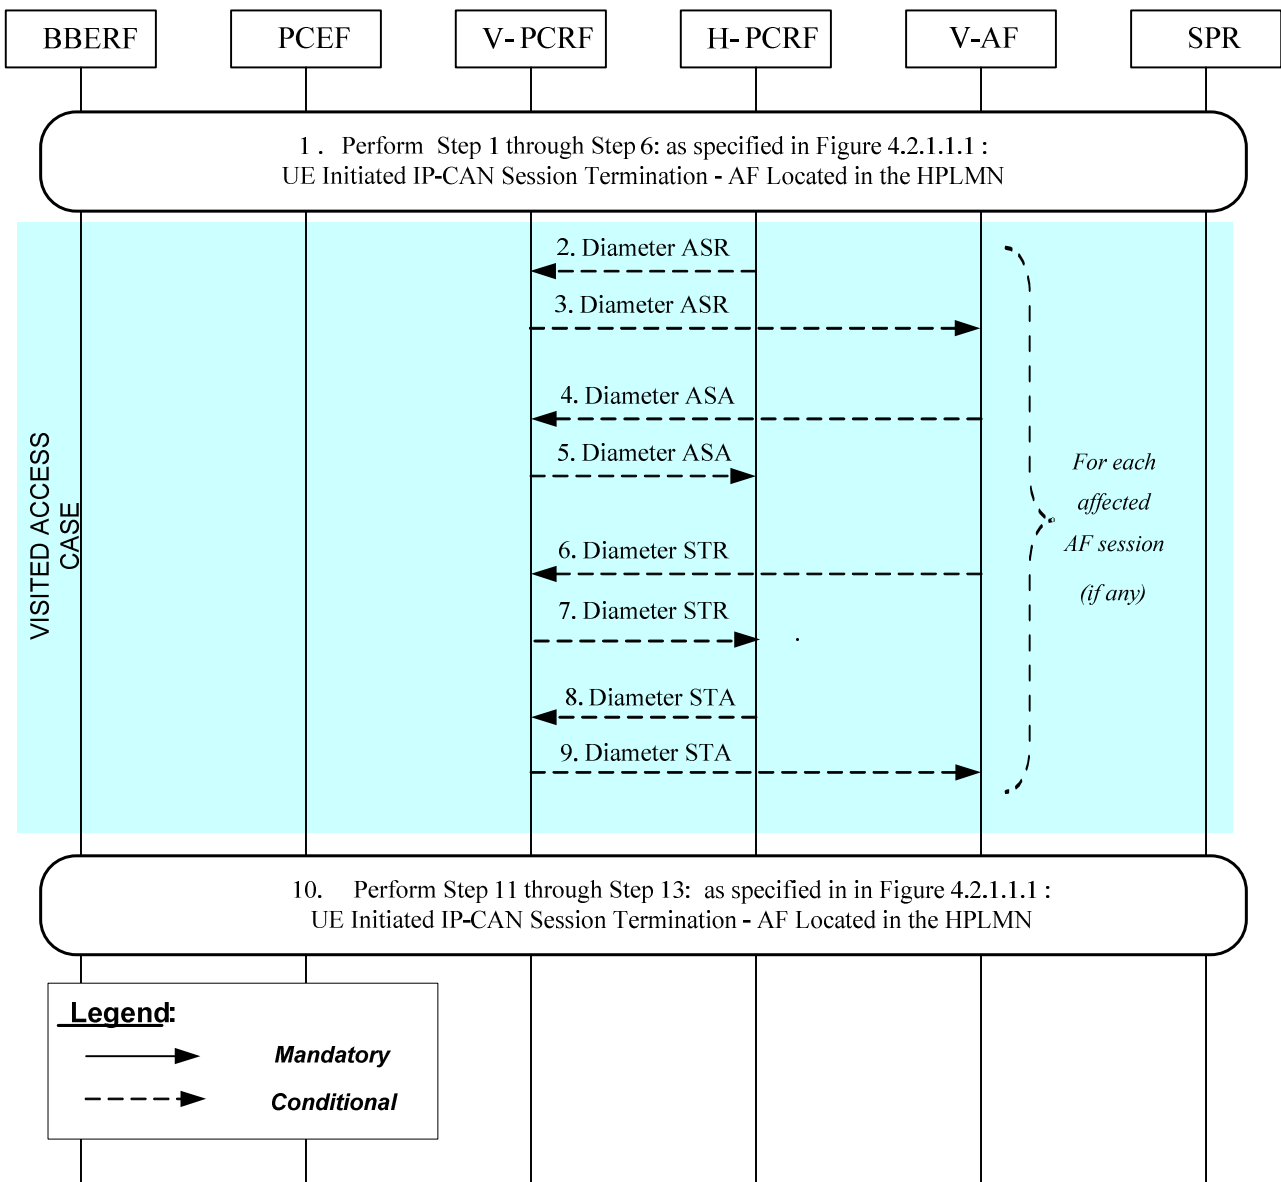 BBERF
PCEF
V- PCRF
H- PCRF
V-AF
SPR
1 . Perform Step 1 through Step 6: as specified in Figure 4.2.1.1.1 :
UE Initiated IP-CAN Session Termination - AF Located in the HPLMN
2. Diameter ASR
3. Diameter ASR
4. Diameter ASA
5. Diameter ASA
6. Diameter STR
7. Diameter STR
8. Diameter STA
9. Diameter STA
VISITED ACCESS
CASE
For each
affected
AF session
(if any)
10. Perform Step 11 through Step 13: as specified in in Figure 4.2.1.1.1 :
UE Initiated IP-CAN Session Termination - AF Located in the HPLMN
Legend:
Mandatory
Conditional